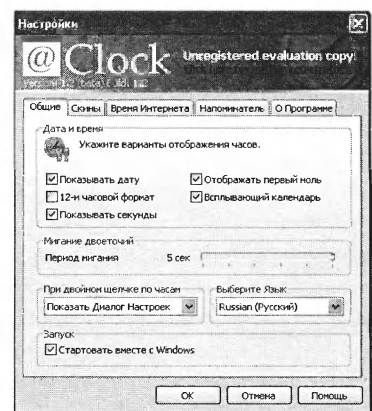 Настройки
@Clock Unregistered evaluation copy!
Общие Скины Время Интернета Напоминатель О Программе
Дата и время
Укажите варианты отображения часов.
Показывать дату Отображать первый ноль
12-и часовой формат Всплывающий календарь
Показывать секунды
Мигание двоеточий
Период мигания 5 сек
При двойном щелчке по часам Выберите Язык
Показать Диалог Настроек Russian (Русский)
Запуск
Стартовать вместе с Windows
OK Отмена Помощь